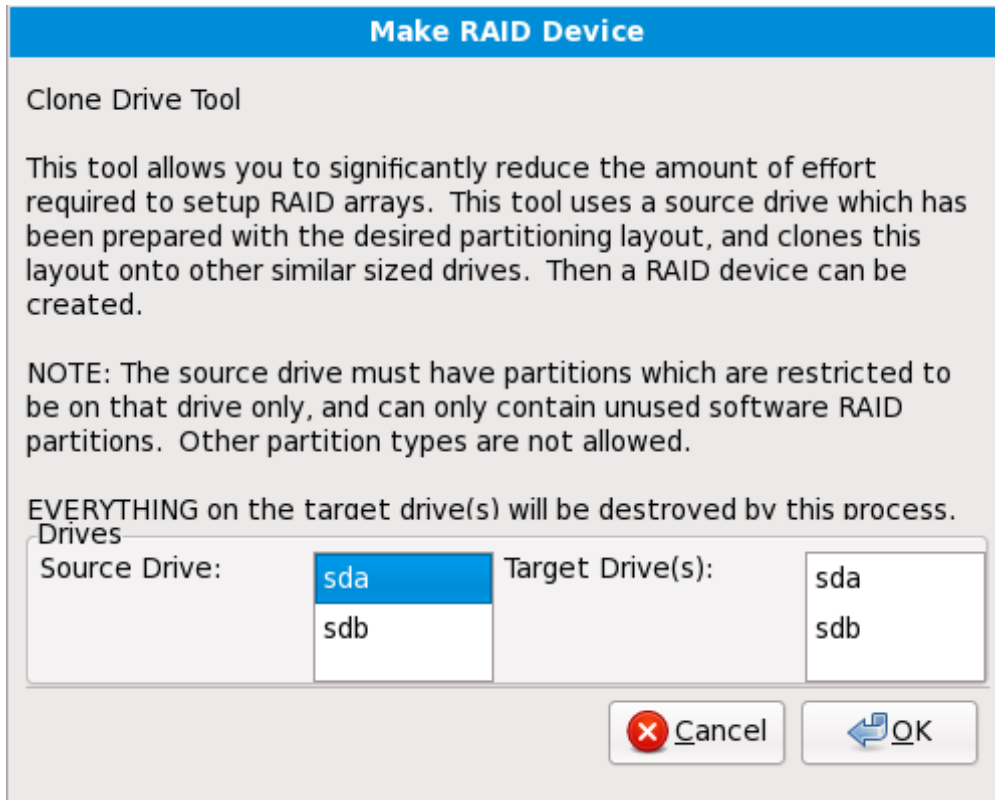 Make RAID Device
Clone Drive Tool
This tool allows you to significantly reduce the amount of effort
required to setup RAID arrays.  This tool uses a source drive which has
been prepared with the desired partitioning layout, and clones this
layout onto other similar sized drives.  Then a RAID device can be
created.
NOTE: The source drive must have partitions which are restricted to
be on that drive only, and can only contain unused software RAID
partitions.  Other partition types are not allowed.
EVERYTHING on the target drive(s) will be destroyed by this process.
Drives
Source Drive:
sda
sdb
Target Drive(s):
sda
sdb
Cancel
OK